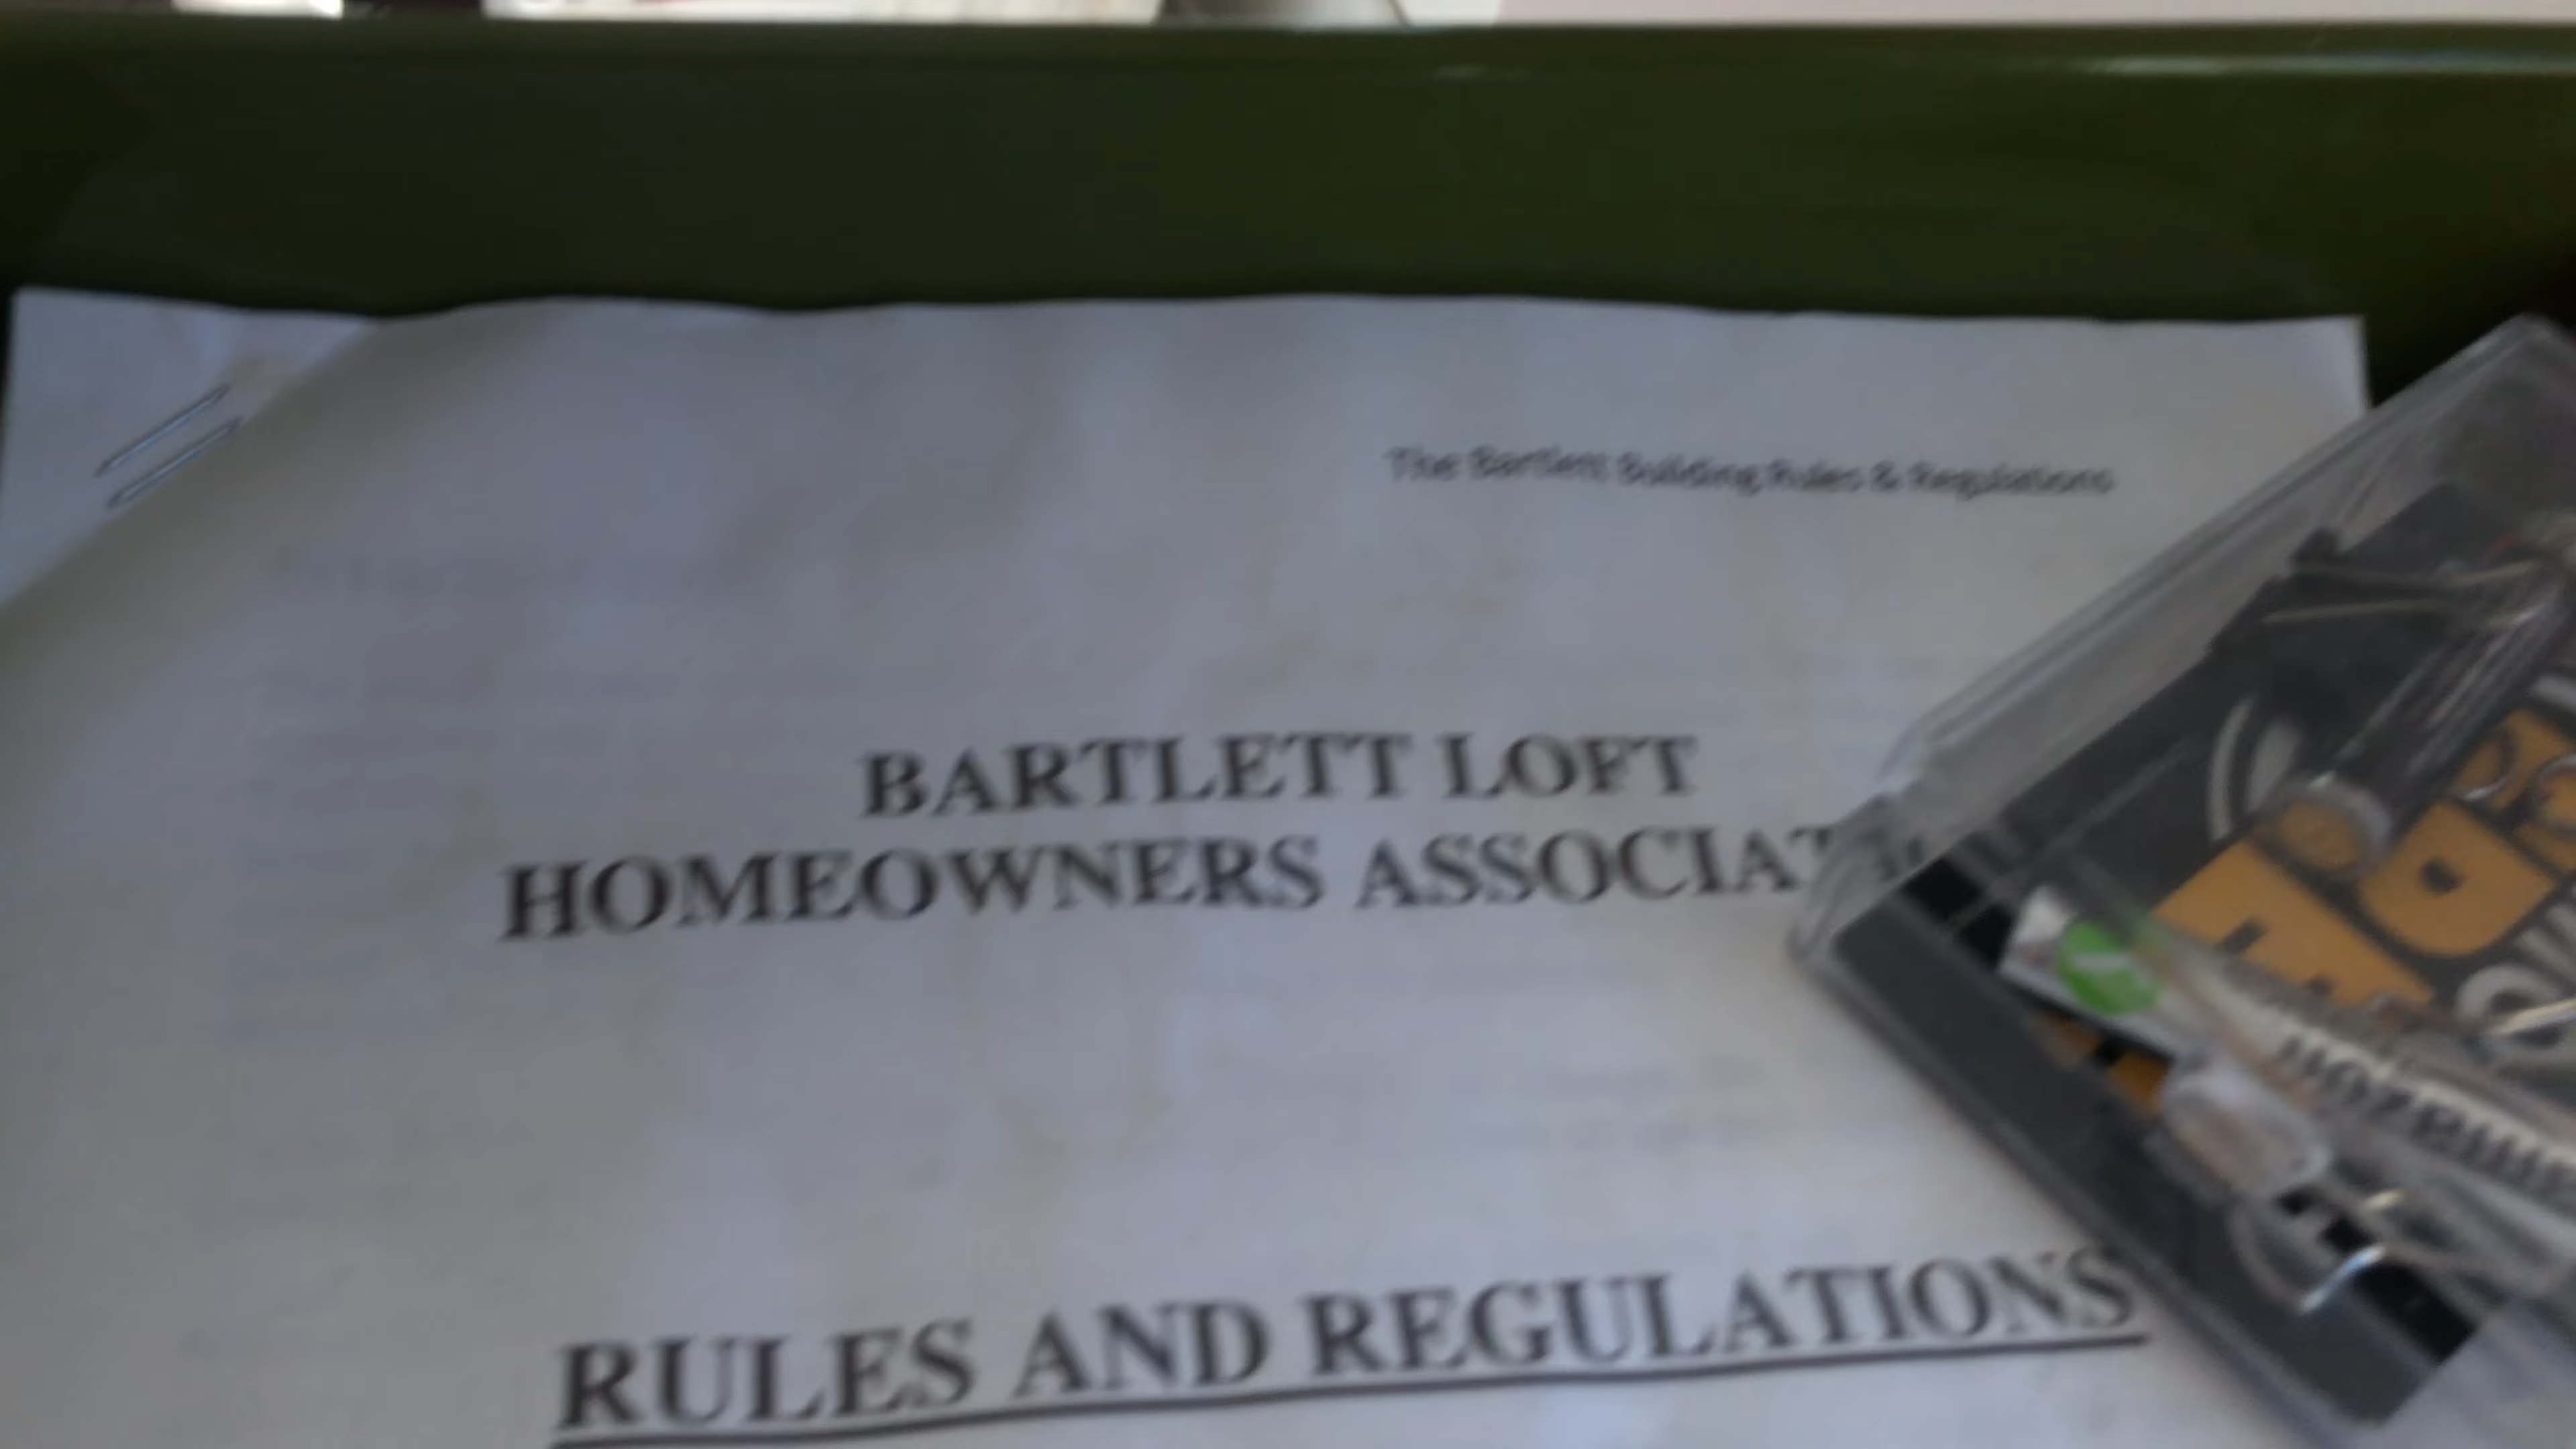 The Bartlett Building Rules & Regulations
BARTLETT LOFT
HOMEOWNERS ASSOCIAT
RULES AND REGULATIONS